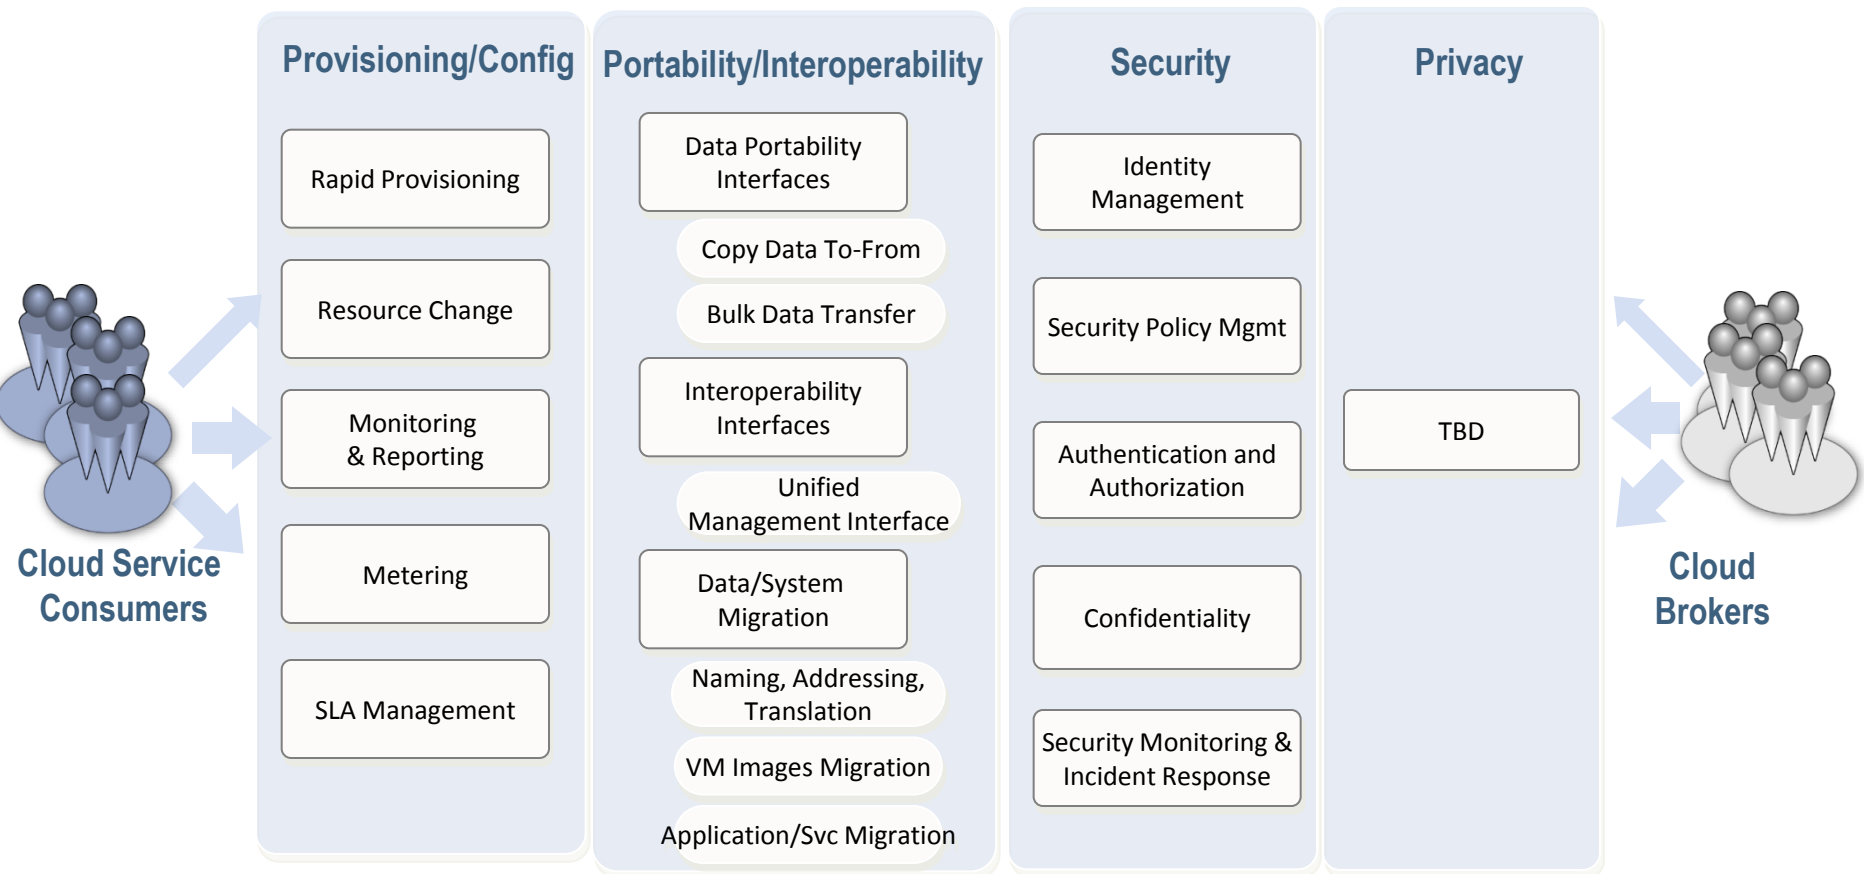 Provisioning/Config
Rapid Provisioning
Resource Change
Monitoring
& Reporting
Metering
SLA Management
Portability/Interoperability
Data Portability
Interfaces
Copy Data To-From
Bulk Data Transfer
Interoperability
Interfaces
Unified
Management Interface
Data/System
Migration
Naming, Addressing,
Translation
VM Images Migration
Application/Svc Migration
Security
Identity
Management
Security Policy Mgmt
Authentication and
Authorization
Confidentiality
Security Monitoring &
Incident Response
Privacy
TBD
Cloud Service
Consumers
Cloud
Brokers